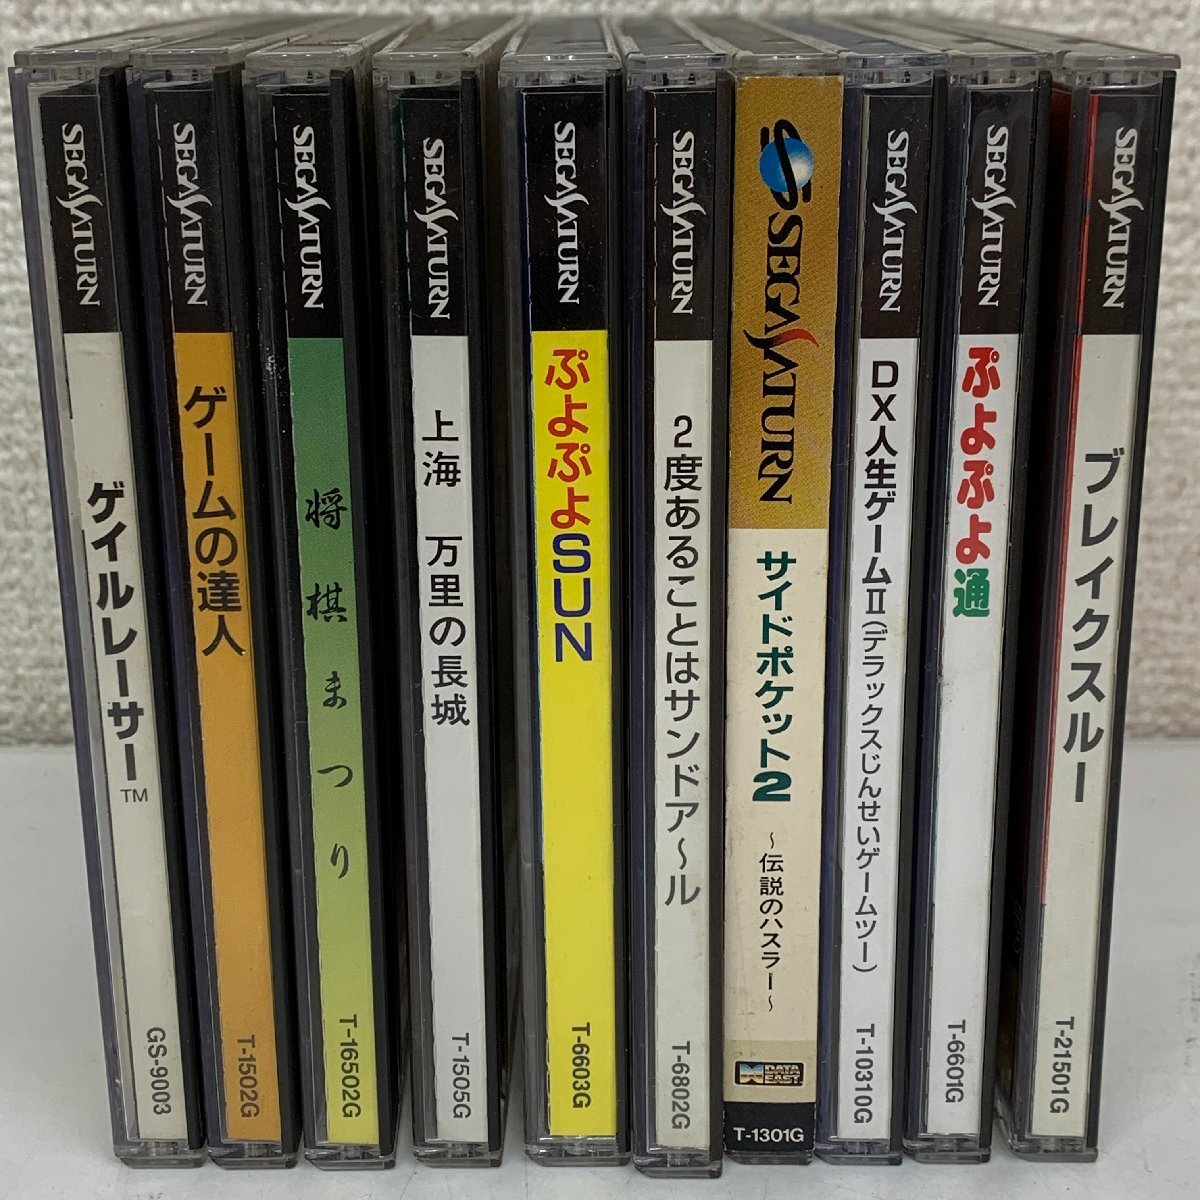 SEGA SATURN
ゲイルレーサー™
GS-9003
SEGA SATURN
ゲームの達人
T-1502G
SEGA SATURN
将棋まつり
T-16502G
SEGA SATURN
上海 万里の長城
T-1505G
SEGA SATURN
ぷよぷよSUN
T-6603G
SEGA SATURN
2度あることはサンドア〜ル
T-6802G
SEGA SATURN
サイドポケット2
〜伝説のハスラー〜
DATA EAST
T-1301G
SEGA SATURN
DX人生ゲームII(デラックスじんせいゲームツー)
T-10310G
SEGA SATURN
ぷよぷよ通
T-6601G
SEGA SATURN
ブレイクスルー
T-21501G